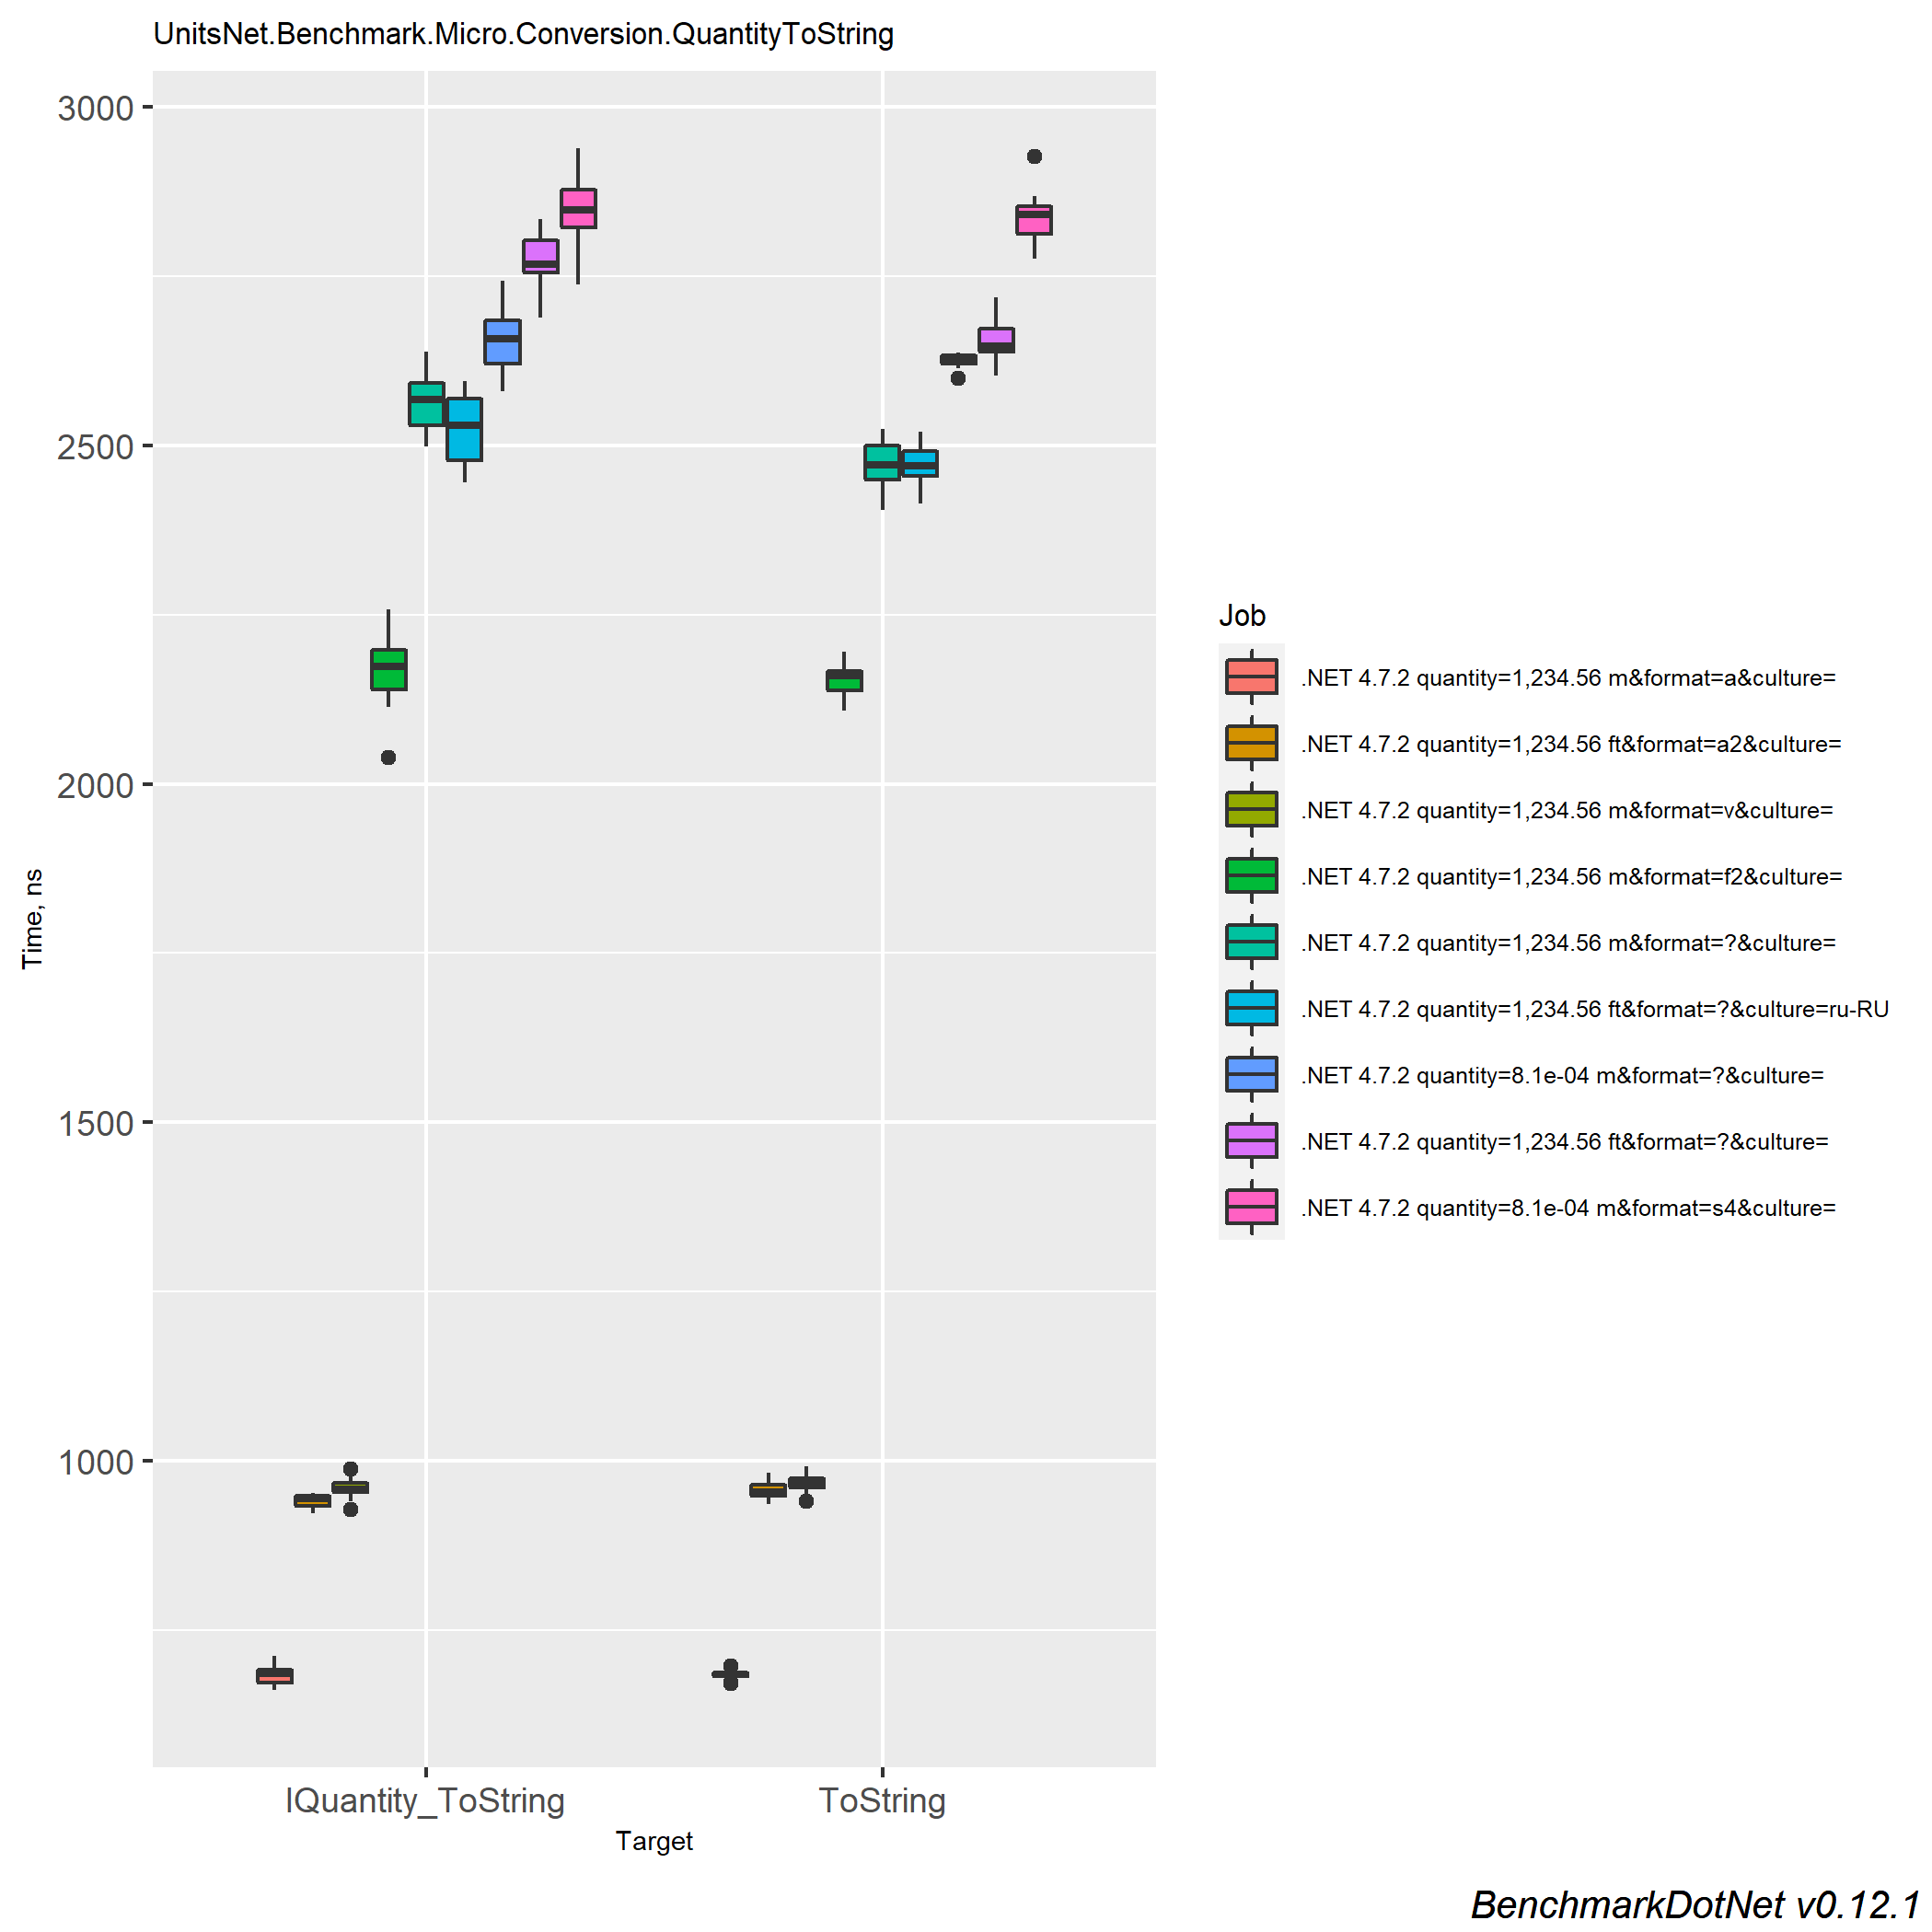 UnitsNet.Benchmark.Micro.Conversion.QuantityToString
3000
2500
2000
1500
1000
Time, ns
IQuantity_ToString
ToString
Target
Job
.NET 4.7.2 quantity=1,234.56 m&format=a&culture=
.NET 4.7.2 quantity=1,234.56 ft&format=a2&culture=
.NET 4.7.2 quantity=1,234.56 m&format=v&culture=
.NET 4.7.2 quantity=1,234.56 m&format=f2&culture=
.NET 4.7.2 quantity=1,234.56 m&format=?&culture=
.NET 4.7.2 quantity=1,234.56 ft&format=?&culture=ru-RU
.NET 4.7.2 quantity=8.1e-04 m&format=?&culture=
.NET 4.7.2 quantity=1,234.56 ft&format=?&culture=
.NET 4.7.2 quantity=8.1e-04 m&format=s4&culture=
BenchmarkDotNet v0.12.1